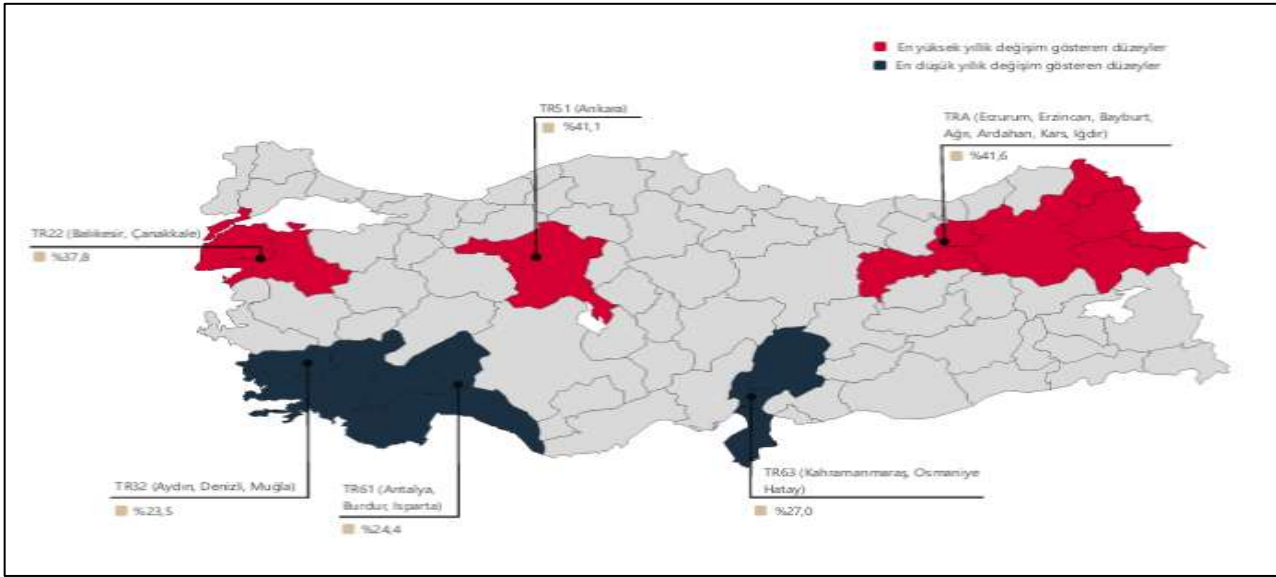 En yüksek yıllık değişim gösteren düzeyler
En düşük yıllık değişim gösteren düzeyler
TR51 (Ankara)
%41,1
TRA (Erzurum, Erzincan, Bayburt,
Ağrı, Ardahan, Kars, Iğdır)
%41,6
TR22 (Balıkesir, Çanakkale)
%37,8
TR32 (Aydın, Denizli, Muğla)
%23,5
TR61 (Antalya,
Burdur, Isparta)
%24,4
TR63 (Kahramanmaraş, Osmaniye
Hatay)
%27,0